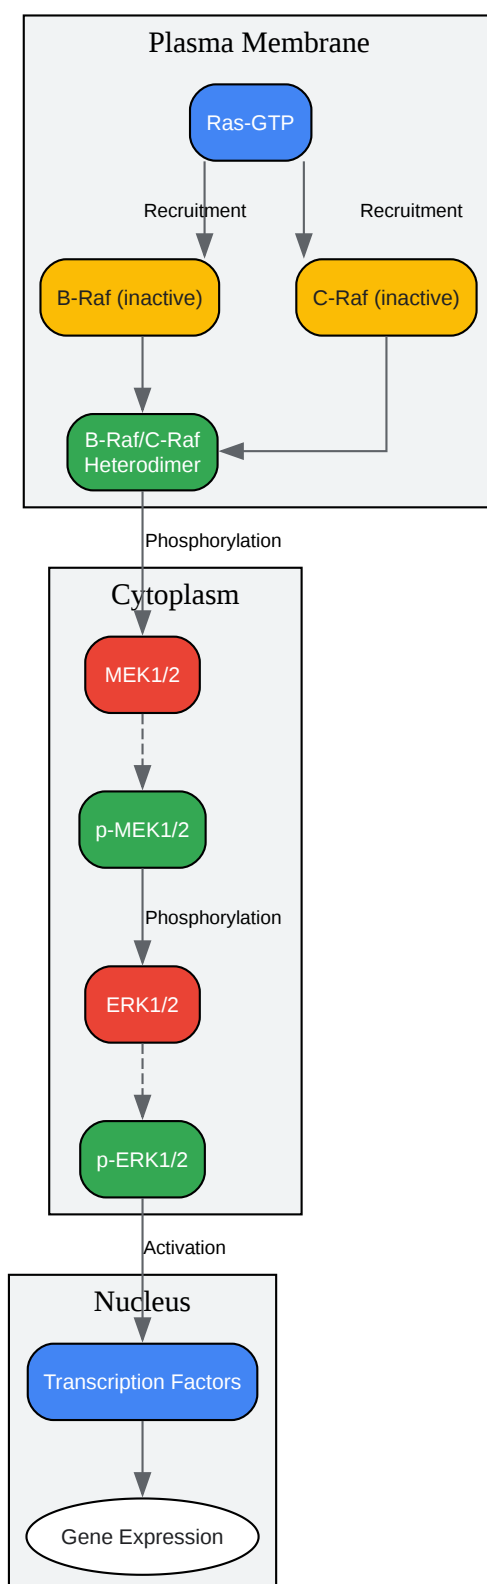 Plasma Membrane
Ras-GTP
Recruitment
Recruitment
B-Raf (inactive)
C-Raf (inactive)
B-Raf/C-Raf
Heterodimer
Phosphorylation
Cytoplasm
MEK1/2
p-MEK1/2
Phosphorylation
ERK1/2
p-ERK1/2
Activation
Nucleus
Transcription Factors
Gene Expression